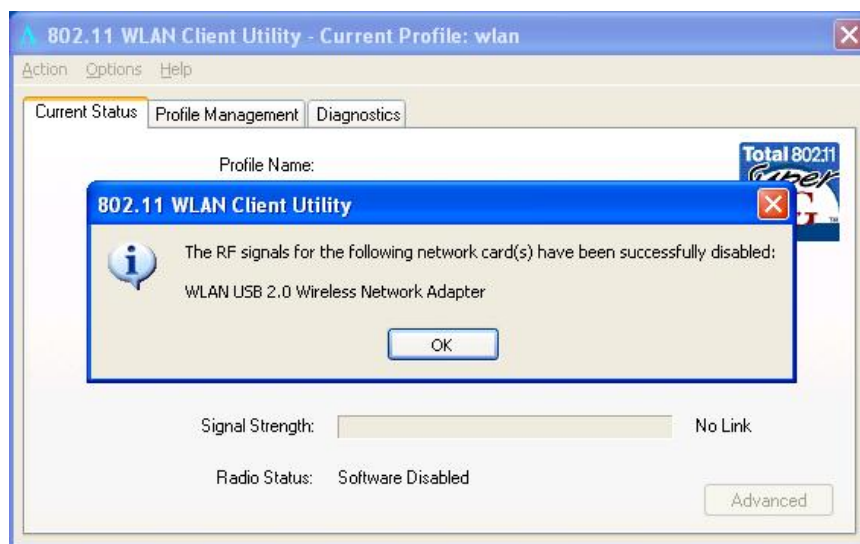 802.11 WLAN Client Utility - Current Profile: wlan
Action Options Help
Current Status Profile Management Diagnostics
Profile Name:
Total 802.11
Super
G ™
802.11 WLAN Client Utility
The RF signals for the following network card(s) have been successfully disabled:
WLAN USB 2.0 Wireless Network Adapter
OK
Signal Strength: No Link
Radio Status: Software Disabled
Advanced